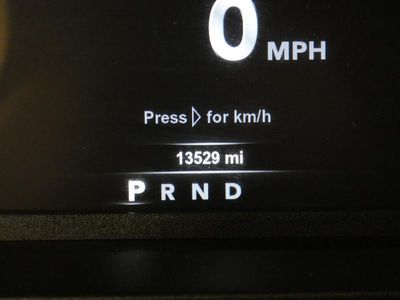 0 MPH
Press ▷ for km/h
13529 mi
P R N D